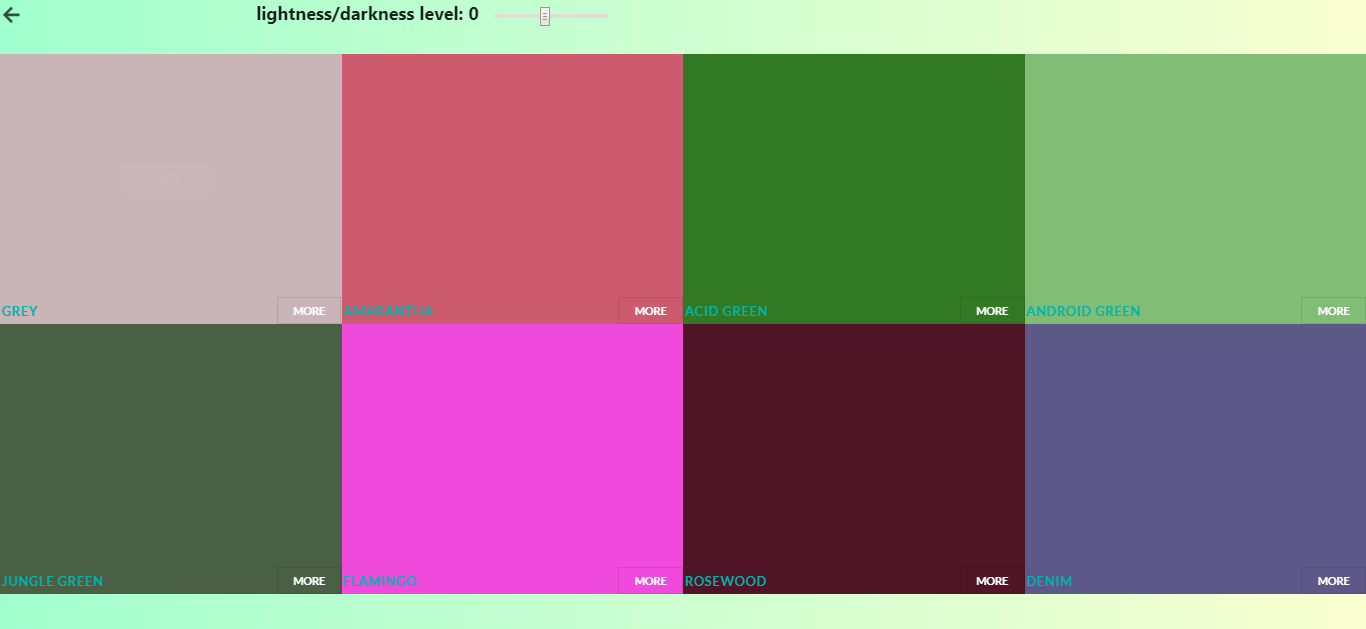 lightness/darkness level: 0
GREY MORE AMARANTHA MORE ACID GREEN MORE ANDROID GREEN MORE
JUNGLE GREEN MORE FLAMINGO MORE ROSEWOOD MORE DENIM MORE